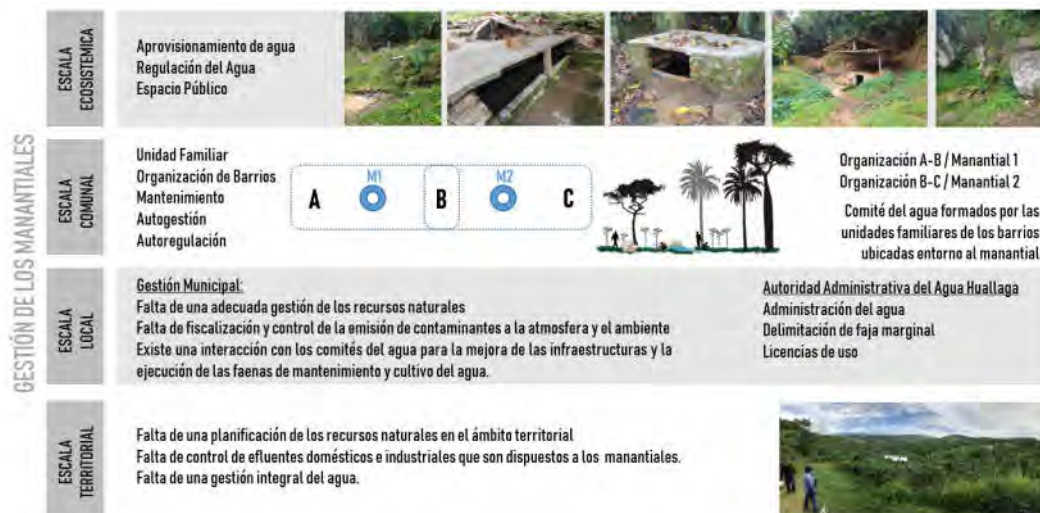 GESTIÓN DE LOS MANANTIALES
ESCALA
ECOSISTEMICA
Aprovisionamiento de agua
Regulación del Agua
Espacio Público
ESCALA
COMUNAL
Unidad Familiar
Organización de Barrios
Mantenimiento
Autogestión
Autoregulación
A
M1
B
M2
C
Organización A-B / Manantial 1
Organización B-C / Manantial 2
Comité del agua formados por las
unidades familiares de los barrios
ubicadas entorno al manantial
ESCALA
LOCAL
Gestión Municipal:
Falta de una adecuada gestión de los recursos naturales
Falta de fiscalización y control de la emisión de contaminantes a la atmosfera y el ambiente
Existe una interacción con los comités del agua para la mejora de las infraestructuras y la
ejecución de las faenas de mantenimiento y cultivo del agua.
Autoridad Administrativa del Agua Huallaga
Administración del agua
Delimitación de faja marginal
Licencias de uso
ESCALA
TERRITORIAL
Falta de una planificación de los recursos naturales en el ámbito territorial
Falta de control de efluentes domésticos e industriales que son dispuestos a los manantiales.
Falta de una gestión integral del agua.